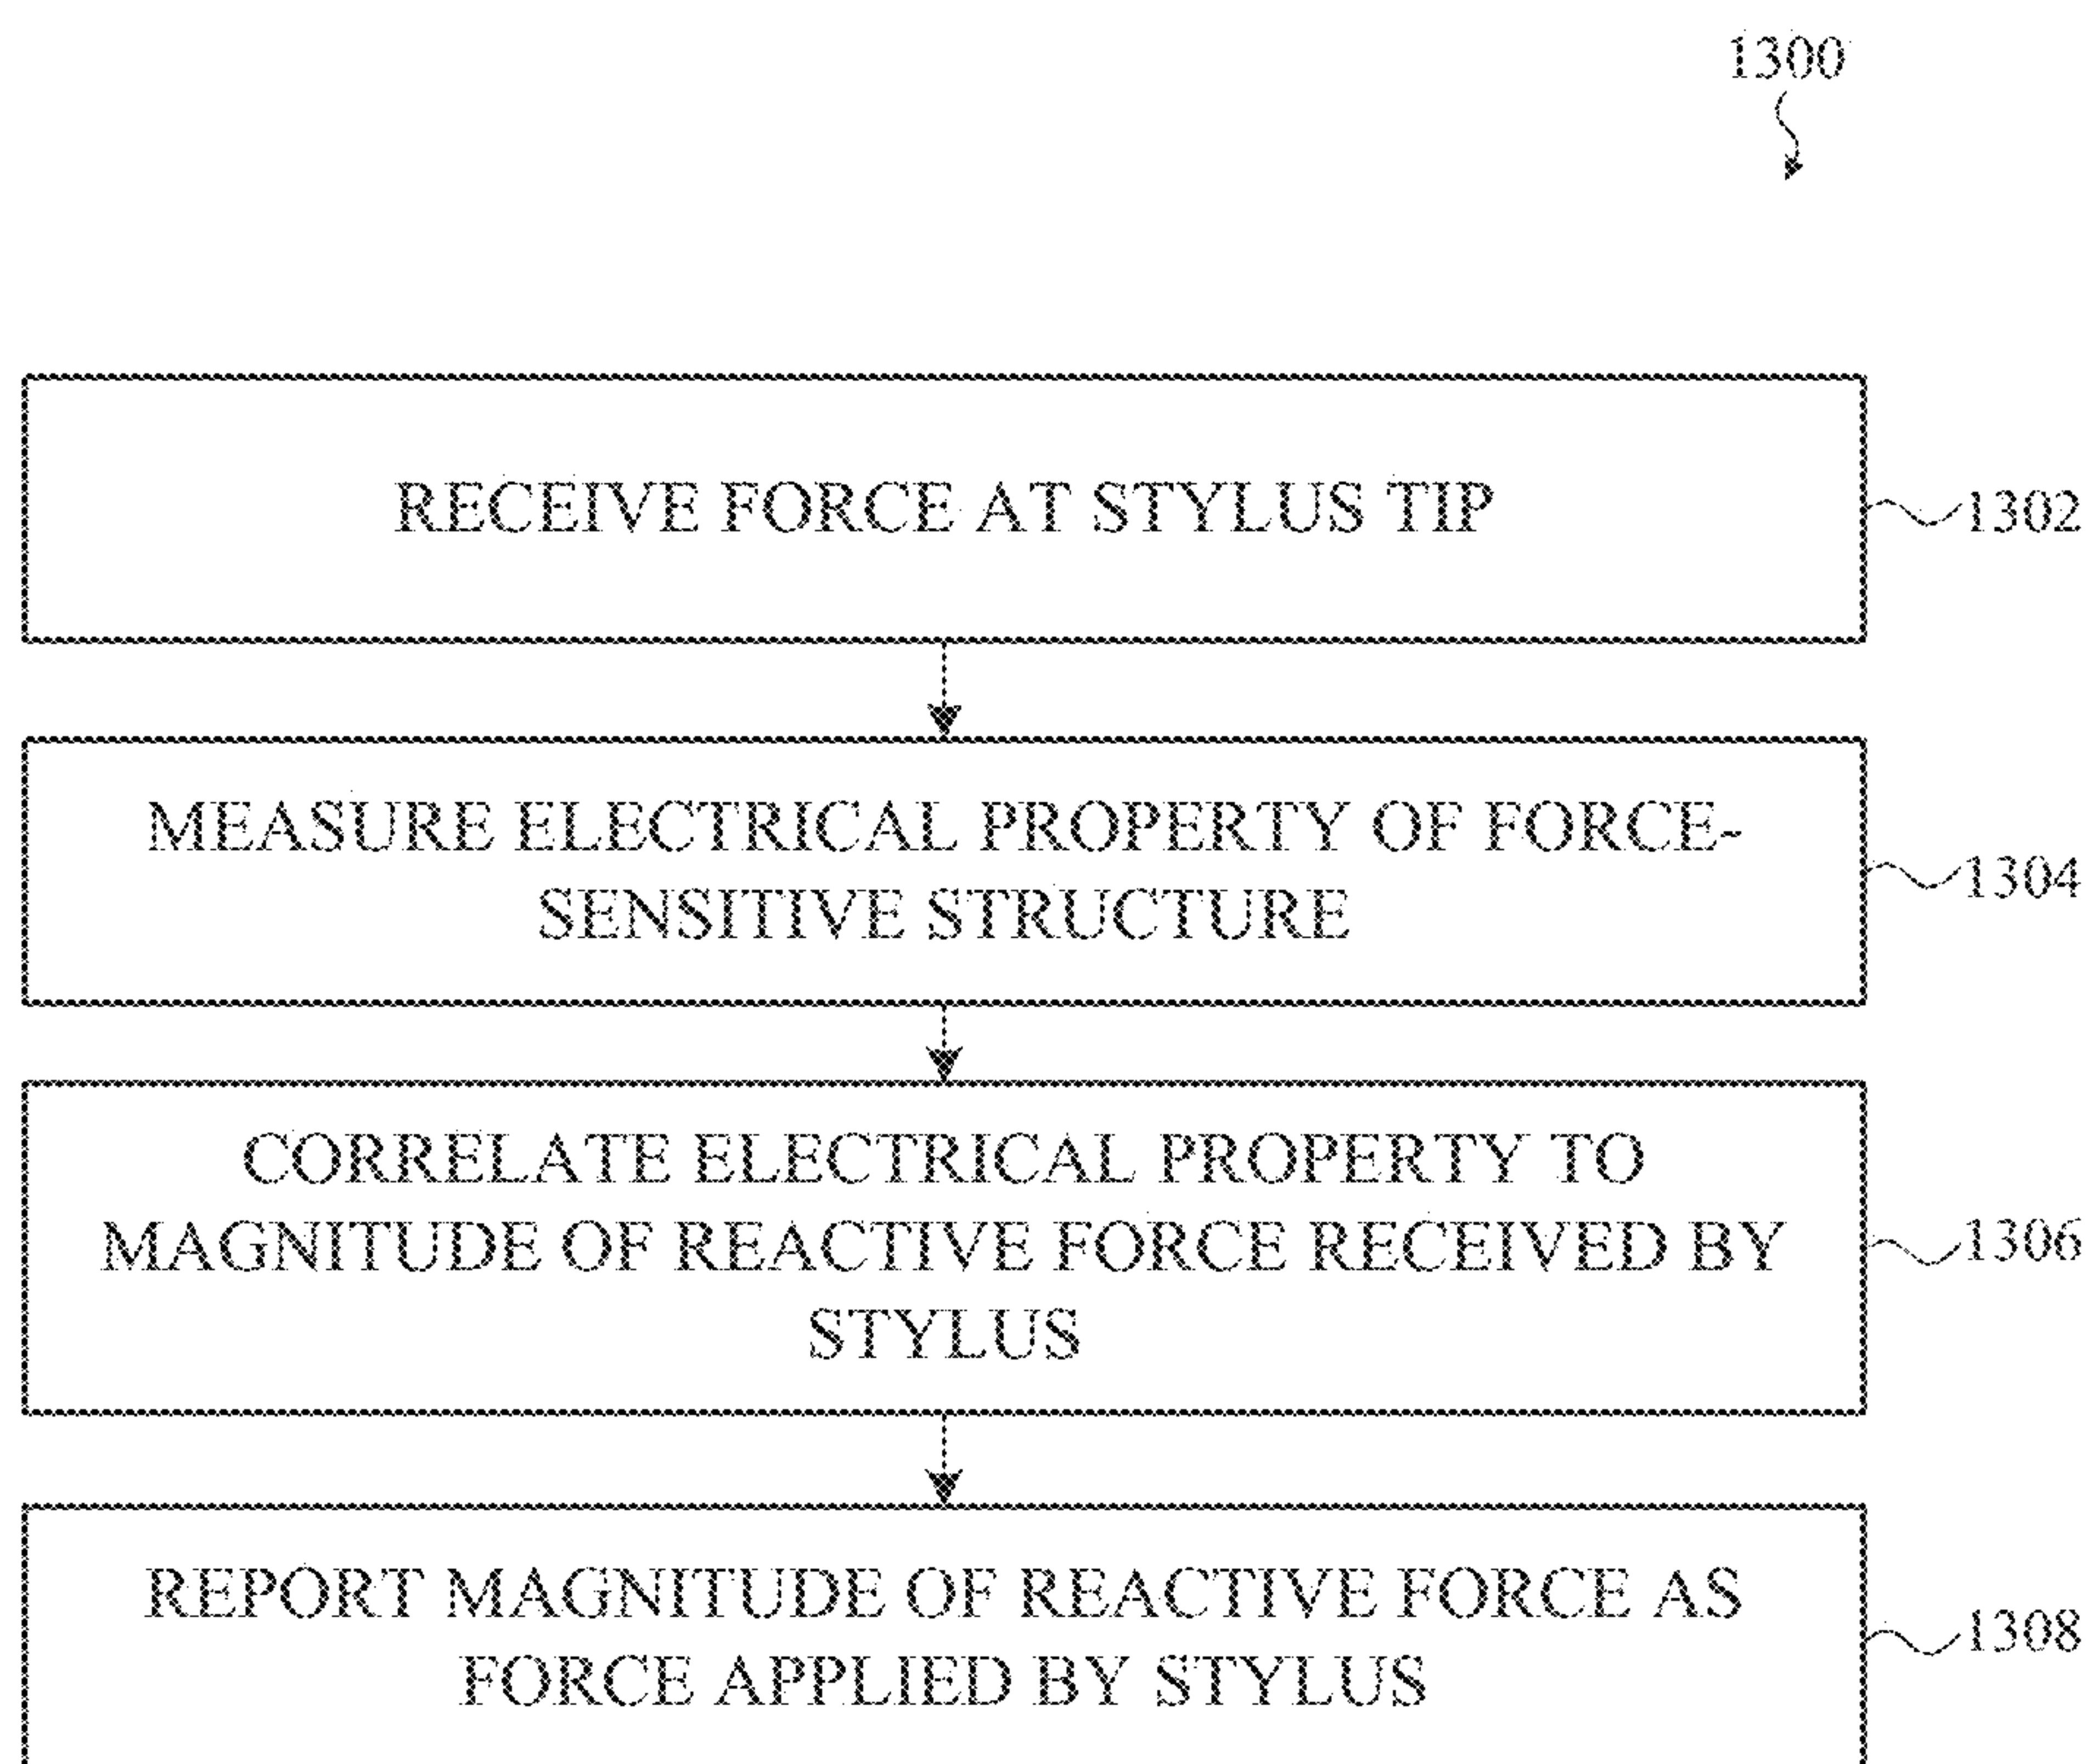 1300
RECEIVE FORCE AT STYLUS TIP
1302
MEASURE ELECTRICAL PROPERTY OF FORCE-
SENSITIVE STRUCTURE
1304
CORRELATE ELECTRICAL PROPERTY TO
MAGNITUDE OF REACTIVE FORCE RECEIVED BY
STYLUS
1306
REPORT MAGNITUDE OF REACTIVE FORCE AS
FORCE APPLIED BY STYLUS
1308